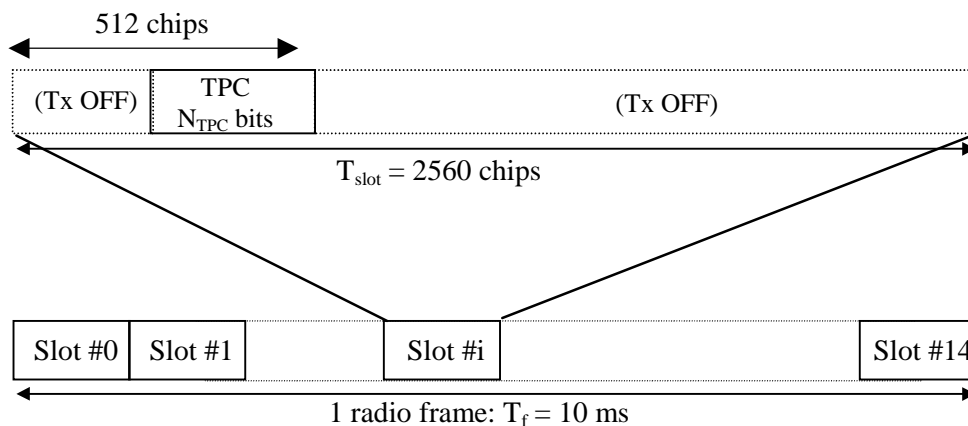 512 chips
(Tx OFF)
TPC
N_TPC bits
(Tx OFF)
T_slot = 2560 chips
Slot #0
Slot #1
Slot #i
Slot #14
1 radio frame: T_f = 10 ms